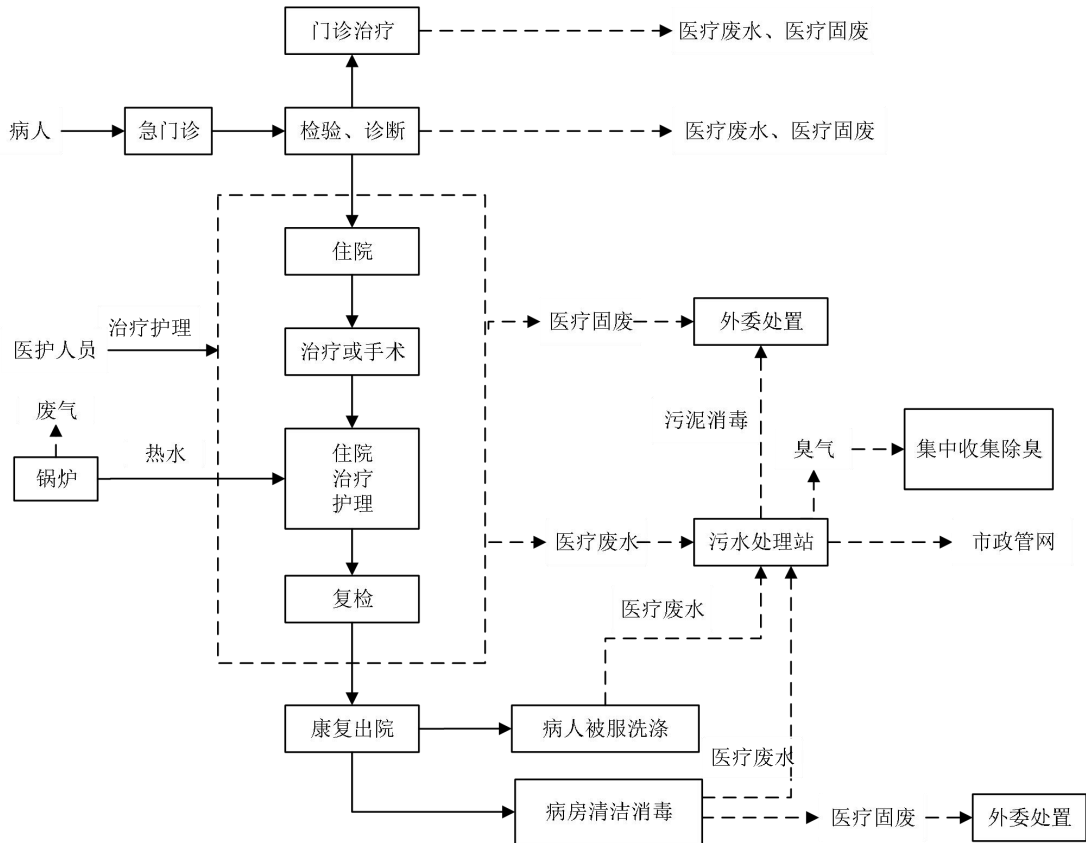 门诊治疗
医疗废水、医疗固废
病人
急门诊
检验、诊断
医疗废水、医疗固废
住院
治疗护理
医护人员
治疗或手术
医疗固废
外委处置
废气
锅炉
热水
住院
治疗
护理
污泥消毒
臭气
集中收集除臭
医疗废水
污水处理站
市政管网
复检
医疗废水
康复出院
病人被服洗涤
医疗废水
病房清洁消毒
医疗固废
外委处置